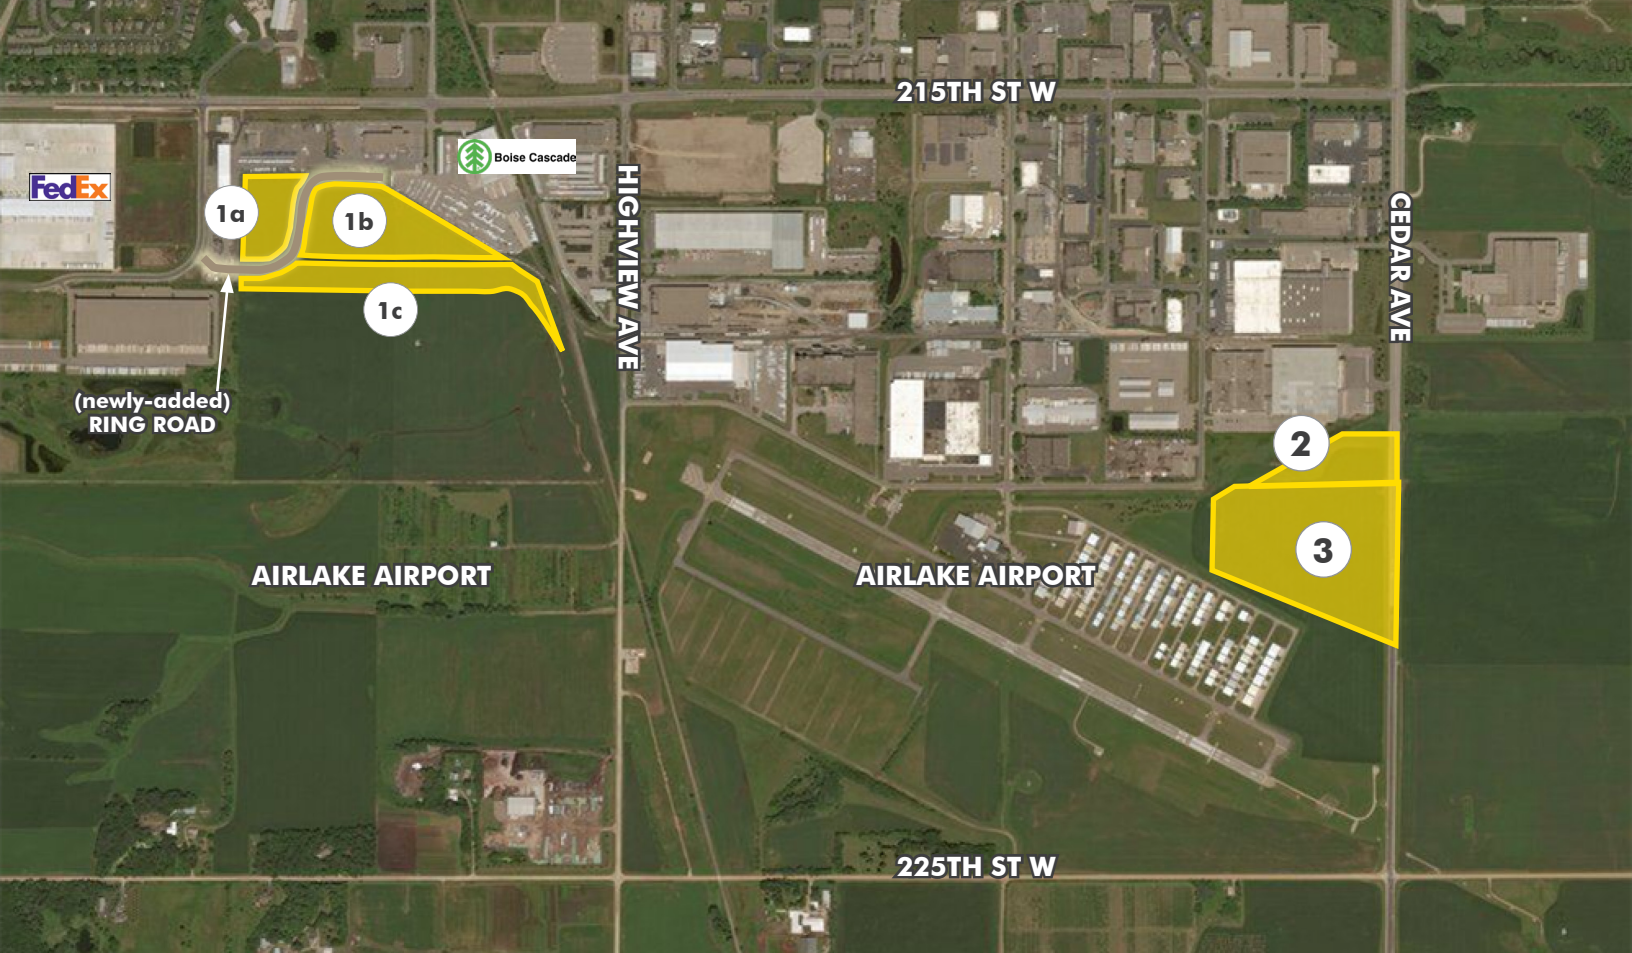 215TH ST W
Boise Cascade
FedEx
1a
1b
1c
HIGHVIEW AVE
CEDAR AVE
(newly-added)
RING ROAD
2
3
AIRLAKE AIRPORT
AIRLAKE AIRPORT
225TH ST W